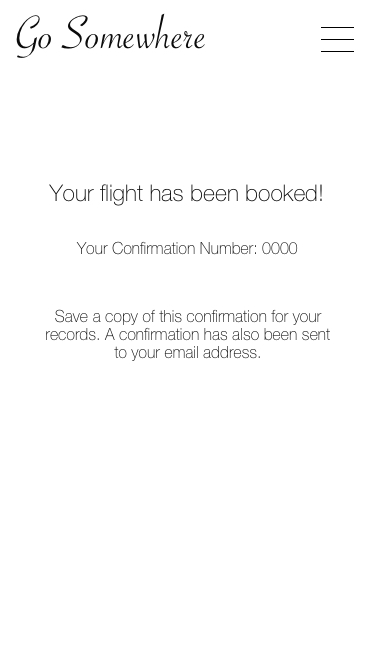 Go Somewhere
Your flight has been booked!
Your Confirmation Number: 0000
Save a copy of this confirmation for your
records. A confirmation has also been sent
to your email address.